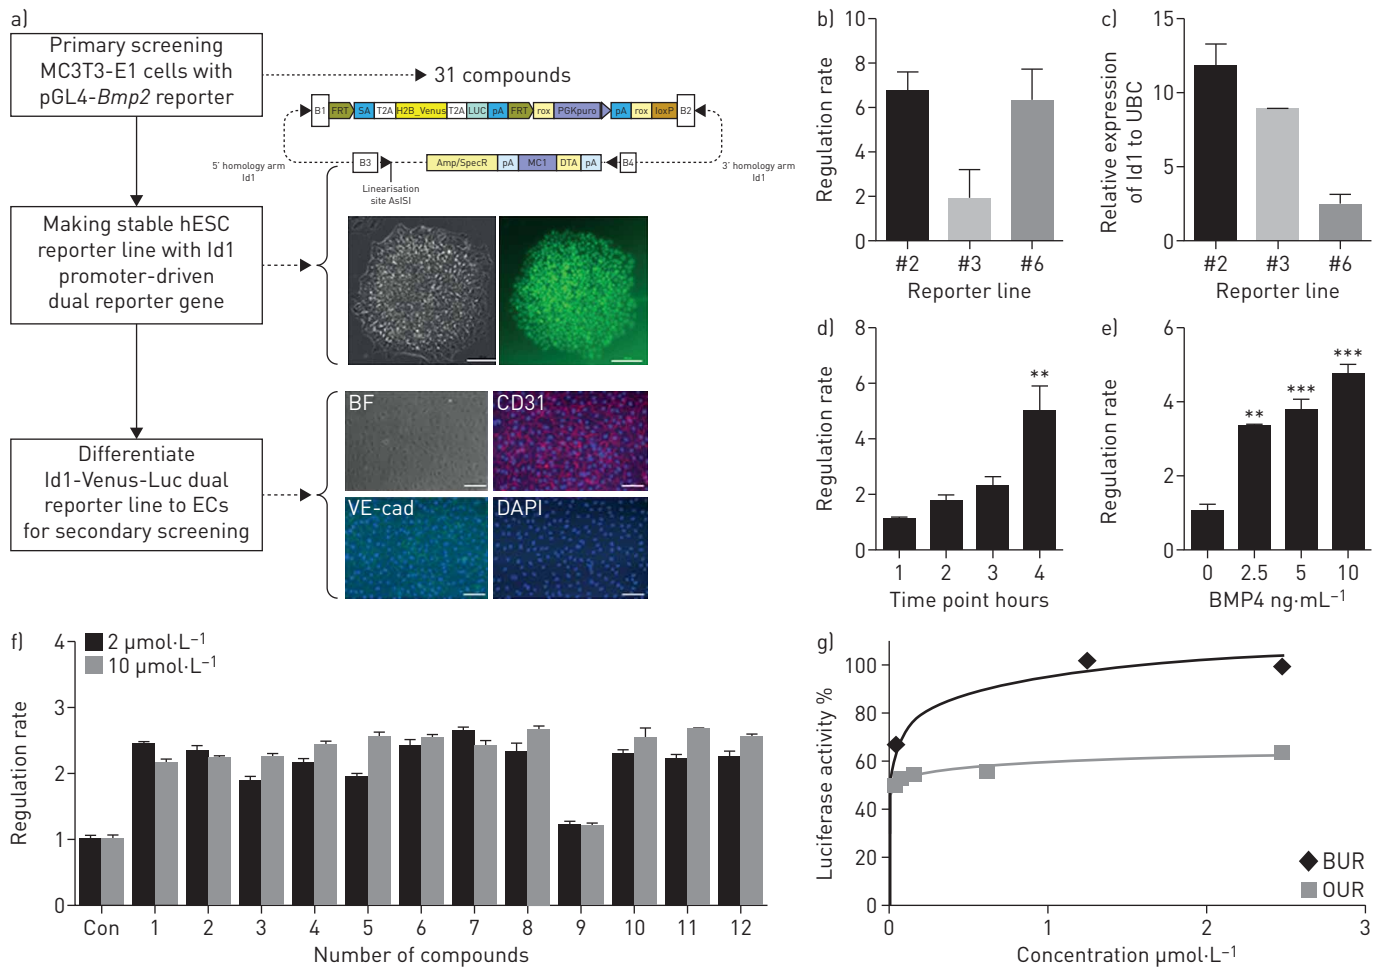 a)
Primary screening
MC3T3-E1 cells with
pGL4-Bmp2 reporter
31 compounds
B1 FRT SA T2A H2B_Venus T2A LUC pA FRT rox PGKpuro pA rox loxP B2
5′ homology arm
Id1
B3
Amp/SpecR pA MC1 DTA pA B4
3′ homology arm
Id1
Linearisation
site AsISI
Making stable hESC
reporter line with Id1
promoter-driven
dual reporter gene
Differentiate
Id1-Venus-Luc dual
reporter line to ECs
for secondary screening
BF
CD31
VE-cad
DAPI
b)
Regulation rate
10
8
6
4
2
0
#2 #3 #6
Reporter line
c)
Relative expression
of Id1 to UBC
15
10
5
0
#2 #3 #6
Reporter line
d)
Regulation rate
8
6
4
2
0
**
1 2 3 4
Time point hours
e)
Regulation rate
6
4
2
0
** *** ***
0 2.5 5 10
BMP4 ng·mL⁻¹
f)
Regulation rate
4
3
2
1
0
2 µmol·L⁻¹
10 µmol·L⁻¹
Con 1 2 3 4 5 6 7 8 9 10 11 12
Number of compounds
g)
Luciferase activity %
100
80
60
40
20
0
BUR
OUR
0 1 2 3
Concentration µmol·L⁻¹